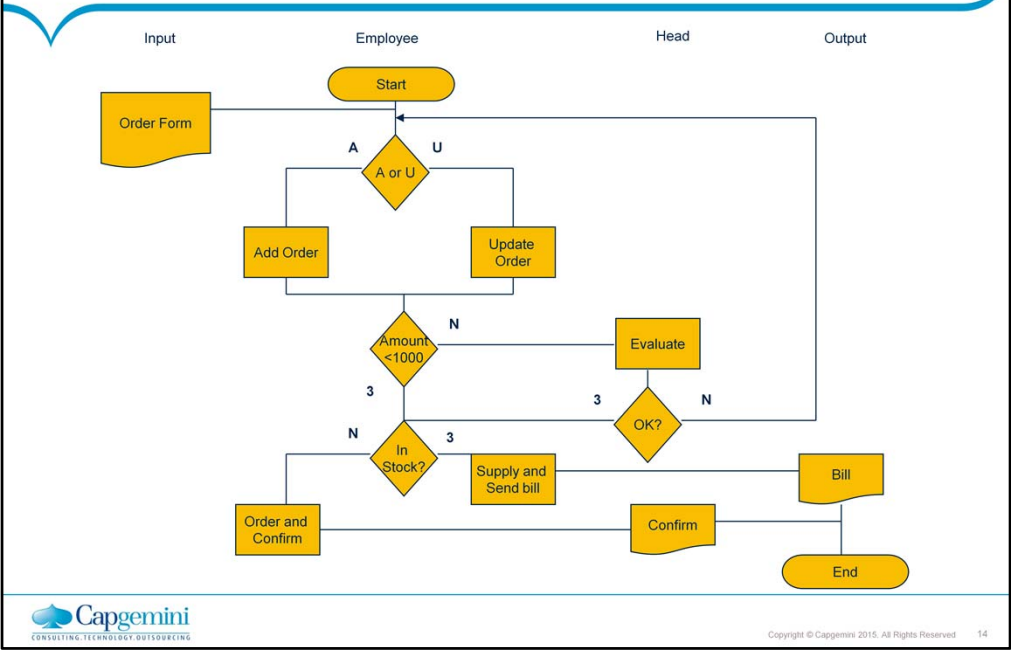 Input
Employee
Head
Output
Start
Order Form
A
U
A or U
Add Order
Update
Order
N
Amount
<1000
Evaluate
3
3
N
OK?
N
3
In
Stock?
Supply and
Send bill
Bill
Order and
Confirm
Confirm
End
Capgemini
CONSULTING.TECHNOLOGY.OUTSOURCING
Copyright © Capgemini 2015. All Rights Reserved
14